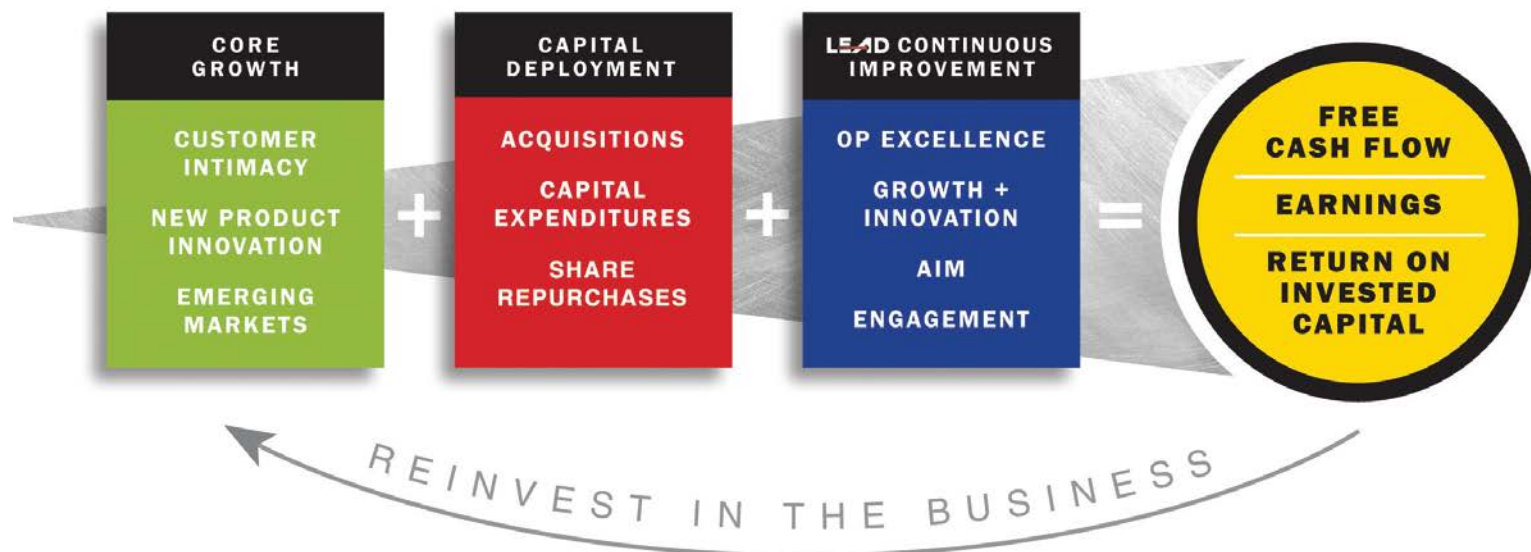 CORE
GROWTH
CUSTOMER
INTIMACY
NEW PRODUCT
INNOVATION
EMERGING
MARKETS
+
CAPITAL
DEPLOYMENT
ACQUISITIONS
CAPITAL
EXPENDITURES
SHARE
REPURCHASES
+
LEAD CONTINUOUS
IMPROVEMENT
OP EXCELLENCE
GROWTH +
INNOVATION
AIM
ENGAGEMENT
=
FREE
CASH FLOW
EARNINGS
RETURN ON
INVESTED
CAPITAL
REINVEST IN THE BUSINESS